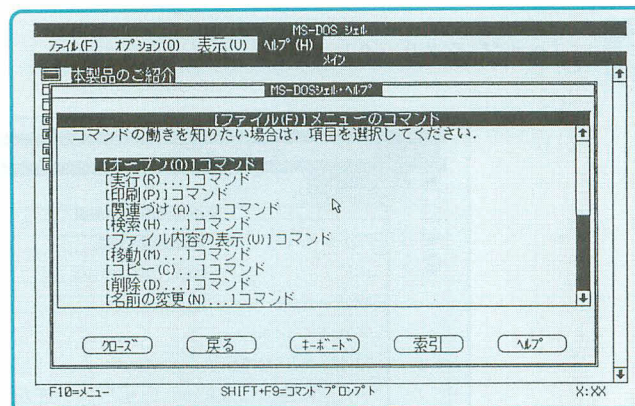 MS-DOS シェル
ファイル(F) オプション(O) 表示(U) ヘルプ(H)
メイン
本製品のご紹介
MS-DOSシェル・ヘルプ
[ファイル(F)]メニューのコマンド
コマンドの働きを知りたい場合は，項目を選択してください．
[オープン(O)]コマンド
[実行(R)...]コマンド
[印刷(P)]コマンド
[関連づけ(A)...]コマンド
[検索(H)...]コマンド
[ファイル内容の表示(U)]コマンド
[移動(M)...]コマンド
[コピー(C)...]コマンド
[削除(D)...]コマンド
[名前の変更(N)...]コマンド
クローズ 戻る キーボード 索引 ヘルプ
F10=メニュー SHIFT+F9=コマンドプロンプト X:XX